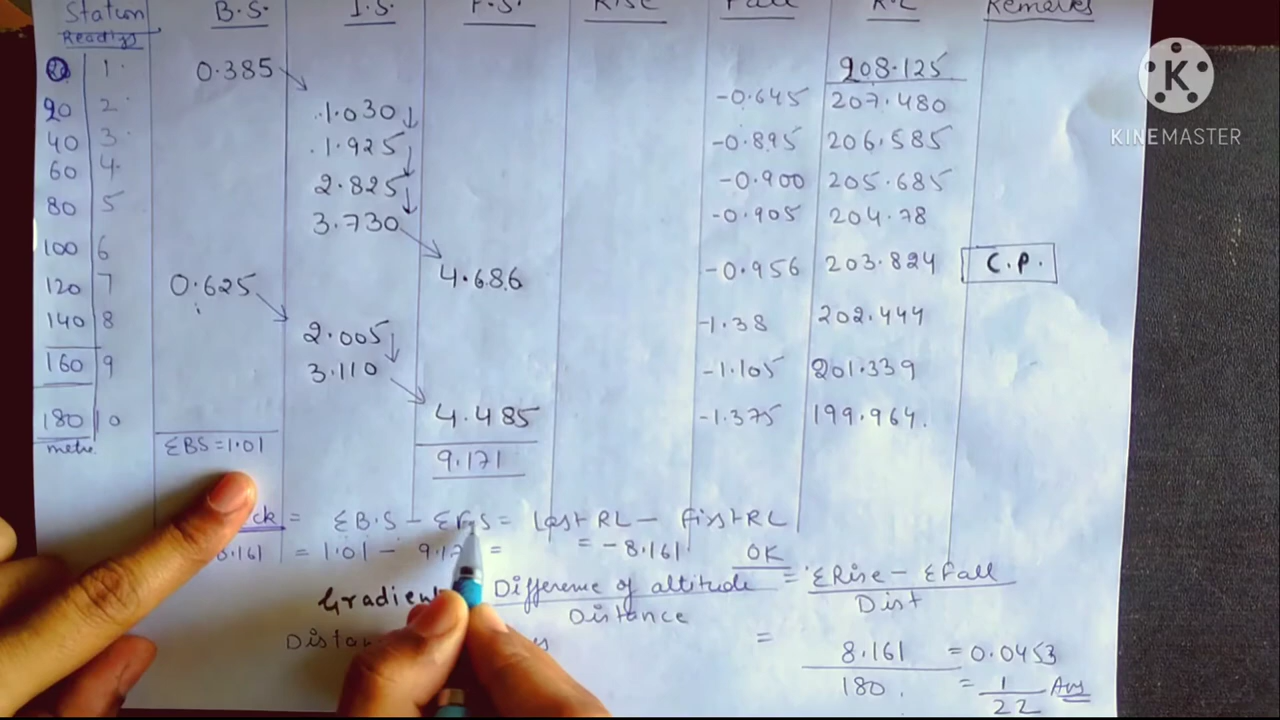 Station B.S. I.S. F.S. Rise Fall R.L Remarks
Readings
1. 0.385 208.125
20 2. 1.030 -0.645 207.480
40 3. 1.925 -0.895 206.585
60 4. 2.825 -0.900 205.685
80 5 3.730 -0.905 204.78
100 6 4.686 -0.956 203.824 C.P.
120 7 0.625
140 8 2.005 -1.38 202.444
160 9 3.110 -1.105 201.339
180 10 4.485 -1.375 199.964.
metre ΣBS=1.01 9.171
= ΣB.S - ΣF.S = Last RL - First RL
= 1.01 - = = -8.161 OK
Gradient Difference of altitude = ΣRise - ΣFall
Distance Dist
= 8.161 = 0.0453
180. = 1 Ans
22
KINEMASTER